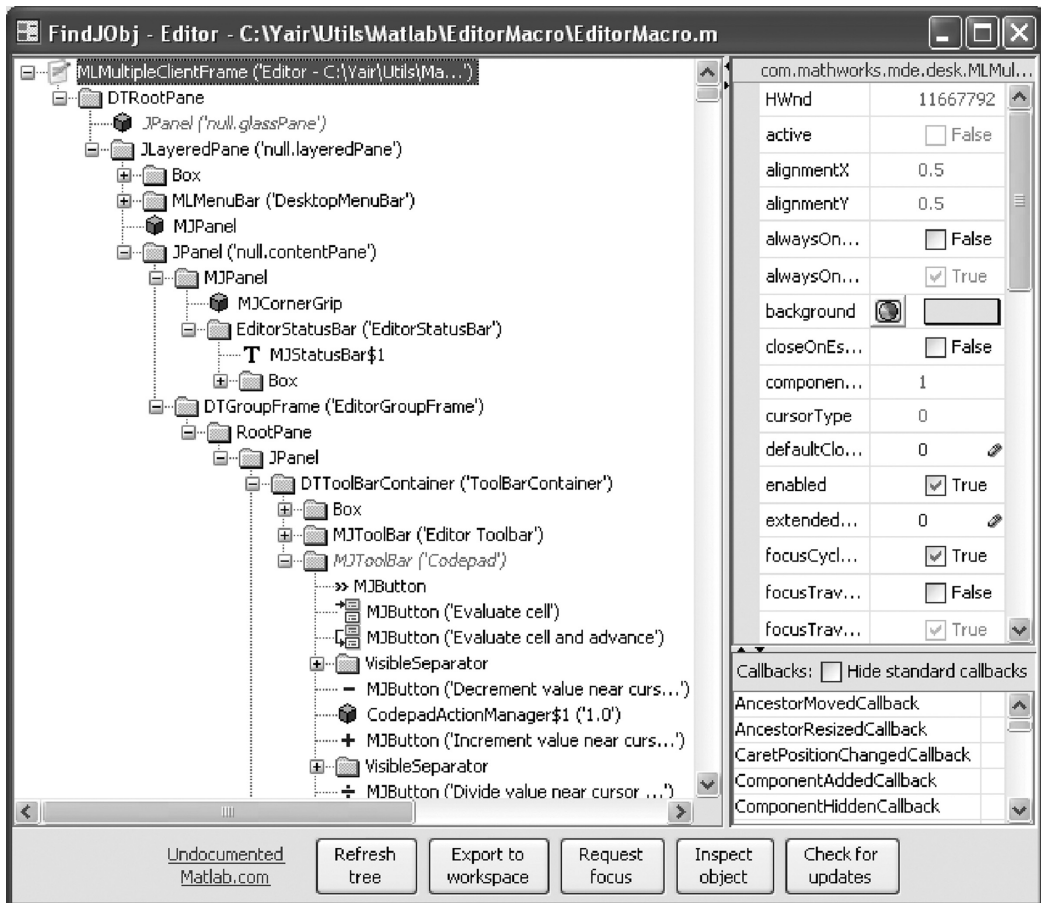 FindJObj - Editor - C:\Yair\Utils\Matlab\EditorMacro\EditorMacro.m
MLMultipleClientFrame ('Editor - C:\Yair\Utils\Ma...')
DTRootPane
JPanel ('null.glassPane')
JLayeredPane ('null.layeredPane')
Box
MLMenuBar ('DesktopMenuBar')
MJPanel
JPanel ('null.contentPane')
MJPanel
MJCornerGrip
EditorStatusBar ('EditorStatusBar')
T MJStatusBar$1
Box
DTGroupFrame ('EditorGroupFrame')
RootPane
JPanel
DTToolBarContainer ('ToolBarContainer')
Box
MJToolBar ('Editor Toolbar')
MJToolBar ('Codepad')
MJButton
MJButton ('Evaluate cell')
MJButton ('Evaluate cell and advance')
VisibleSeparator
MJButton ('Decrement value near curs...')
CodepadActionManager$1 ('1.0')
MJButton ('Increment value near curs...')
VisibleSeparator
MJButton ('Divide value near cursor ...')
com.mathworks.mde.desk.MLMul...
HWnd 11667792
active False
alignmentX 0.5
alignmentY 0.5
alwaysOn... False
alwaysOn... True
background
closeOnEs... False
componen... 1
cursorType 0
defaultClo... 0
enabled True
extended... 0
focusCycl... True
focusTrav... False
focusTrav... True
Callbacks: Hide standard callbacks
AncestorMovedCallback
AncestorResizedCallback
CaretPositionChangedCallback
ComponentAddedCallback
ComponentHiddenCallback
Undocumented
Matlab.com
Refresh
tree
Export to
workspace
Request
focus
Inspect
object
Check for
updates